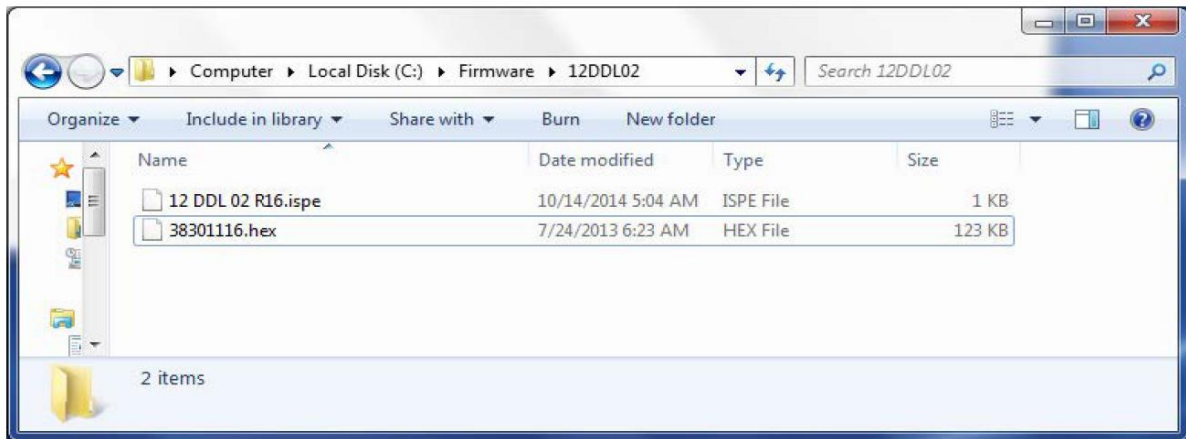 Computer Local Disk (C:) Firmware 12DDL02 Search 12DDL02
Organize Include in library Share with Burn New folder
Name Date modified Type Size
12 DDL 02 R16.ispe 10/14/2014 5:04 AM ISPE File 1 KB
38301116.hex 7/24/2013 6:23 AM HEX File 123 KB
2 items